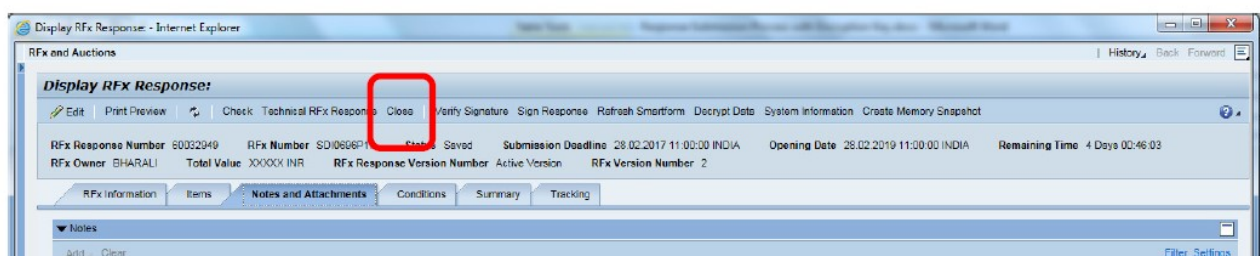 Display RFx Response: - Internet Explorer
RFx and Auctions | History Back Forward
Display RFx Response:
Edit | Print Preview | Check Technical RFx Response Close | Verify Signature Sign Response Refresh Smartform Decrypt Data System Information Create Memory Snapshot
RFx Response Number 60032949 RFx Number SDI0696P1 Status Saved Submission Deadline 28.02.2017 11:00:00 INDIA Opening Date 28.02.2019 11:00:00 INDIA Remaining Time 4 Days 00:46:03
RFx Owner BHARALI Total Value XXXXX INR RFx Response Version Number Active Version RFx Version Number 2
RFx Information Items Notes and Attachments Conditions Summary Tracking
Notes
Add Clear Filter Settings